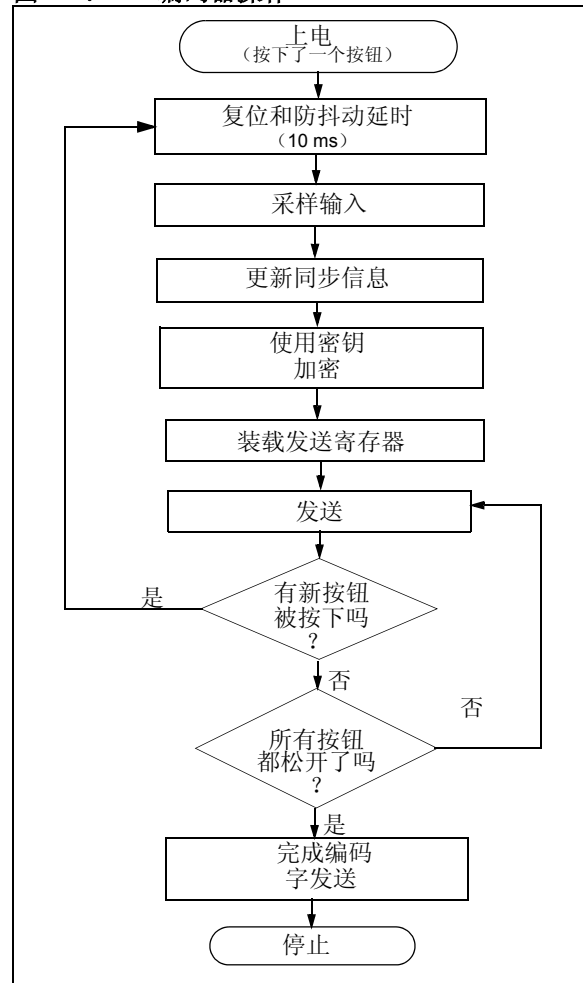 上电
（按下了一个按钮）
复位和防抖动延时
（10 ms）
采样输入
更新同步信息
使用密钥
加密
装载发送寄存器
发送
是
有新按钮
被按下吗
?
否
否
所有按钮
都松开了吗
?
是
完成编码
字发送
停止